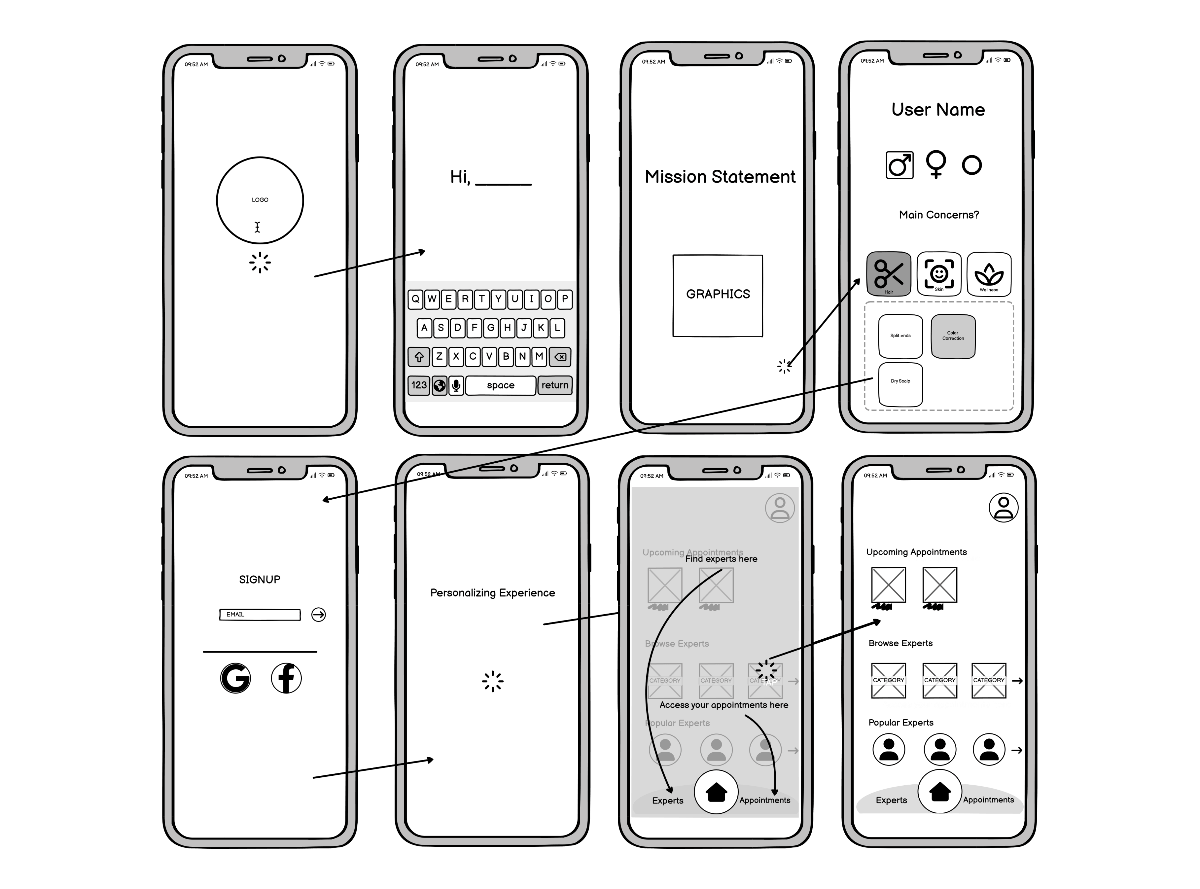 09:52 AM
LOGO
09:52 AM
Hi, ______
Q W E R T Y U I O P
A S D F G H J K L
Z X C V B N M
123 space return
09:52 AM
Mission Statement
GRAPHICS
09:52 AM
User Name
Main Concerns?
Hair Skin Wellness
Split ends Color Correction
Dry Scalp
09:52 AM
SIGNUP
EMAIL
G f
09:52 AM
Personalizing Experience
09:52 AM
Upcoming Appointments
Find experts here
Browse Experts
CATEGORY CATEGORY CATEGORY
Access your appointments here
Popular Experts
Experts Appointments
09:52 AM
Upcoming Appointments
Browse Experts
CATEGORY CATEGORY CATEGORY
Popular Experts
Experts Appointments